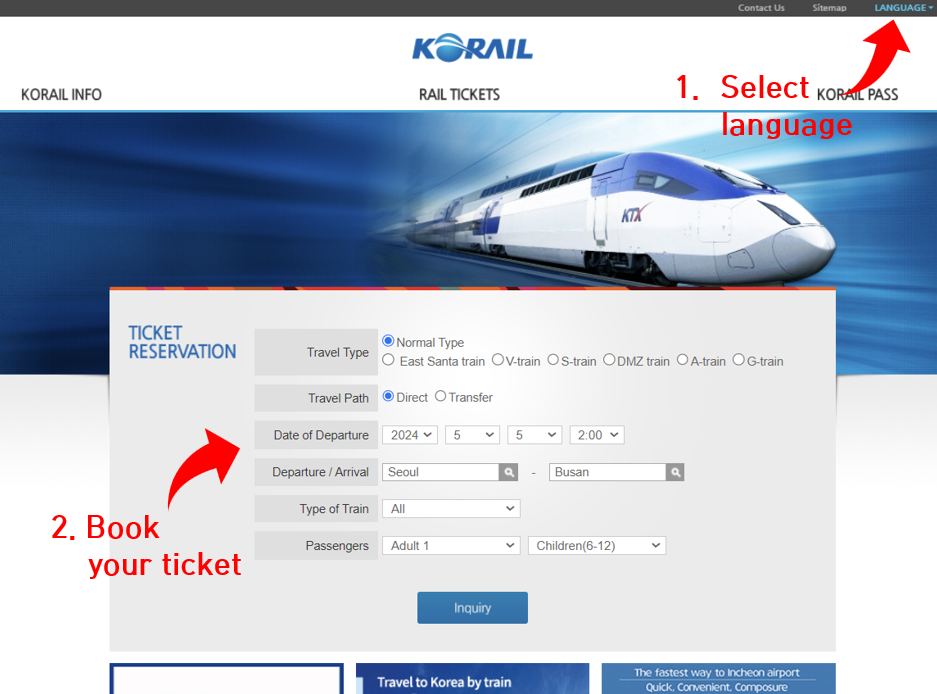 Contact Us Sitemap LANGUAGE
KORAIL
1. Select
language
KORAIL INFO RAIL TICKETS KORAIL PASS
KTX
TICKET
RESERVATION
Travel Type Normal Type
East Santa train V-train S-train DMZ train A-train G-train
Travel Path Direct Transfer
Date of Departure 2024 5 5 2:00
Departure / Arrival Seoul - Busan
Type of Train All
Passengers Adult 1 Children(6-12)
2. Book
your ticket
Inquiry
Travel to Korea by train
The fastest way to Incheon airport
Quick, Convenient, Composure